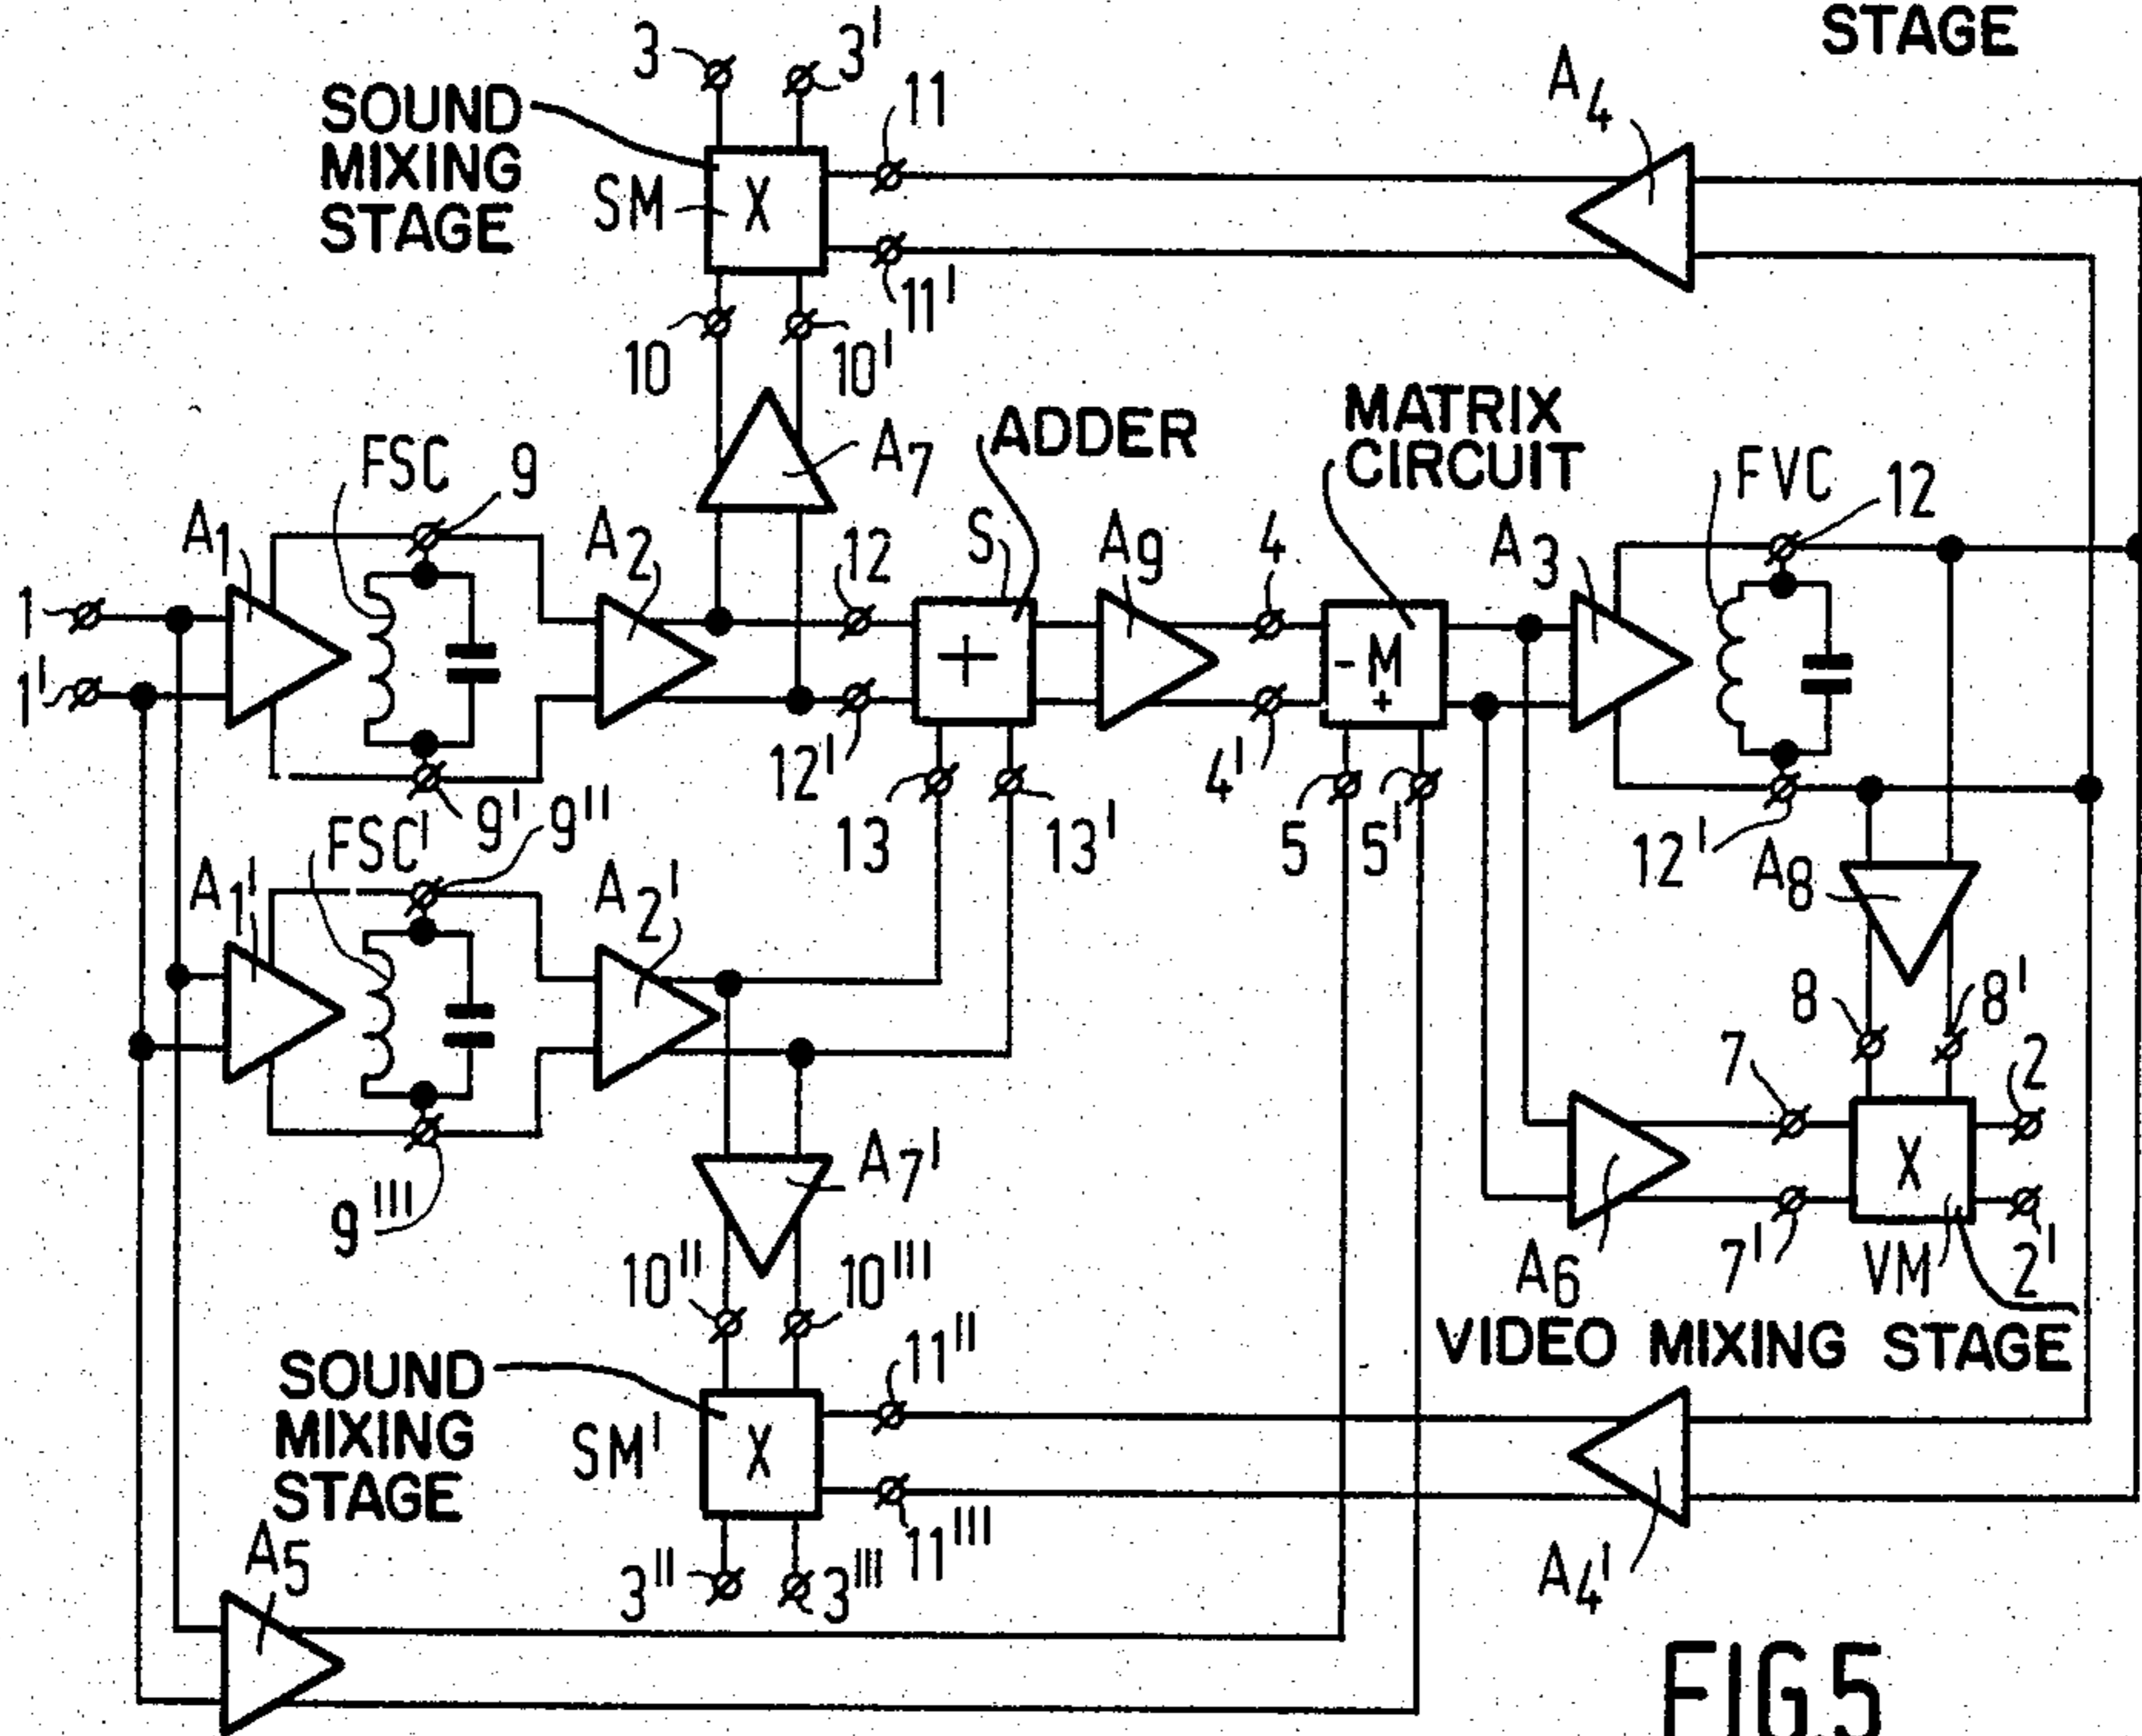 STAGE
3
3'
11
A4
SOUND
MIXING
STAGE
SM
X
11'
10
10'
MATRIX
CIRCUIT
ADDER
A7
FSC
9
FVC
12
A1
A2
12
S
A9
4
A3
1
+
-M
+
1'
12'
4'
9'
9''
13
13'
5
5'
12'
A8
FSC'
A1'
A2'
8
8'
7
2
A7'
X
9'''
10''
10'''
A6
7'
VM
2'
VIDEO MIXING STAGE
11''
SOUND
MIXING
STAGE
SM'
X
11'''
A5
3''
3'''
A4'
FIG.5